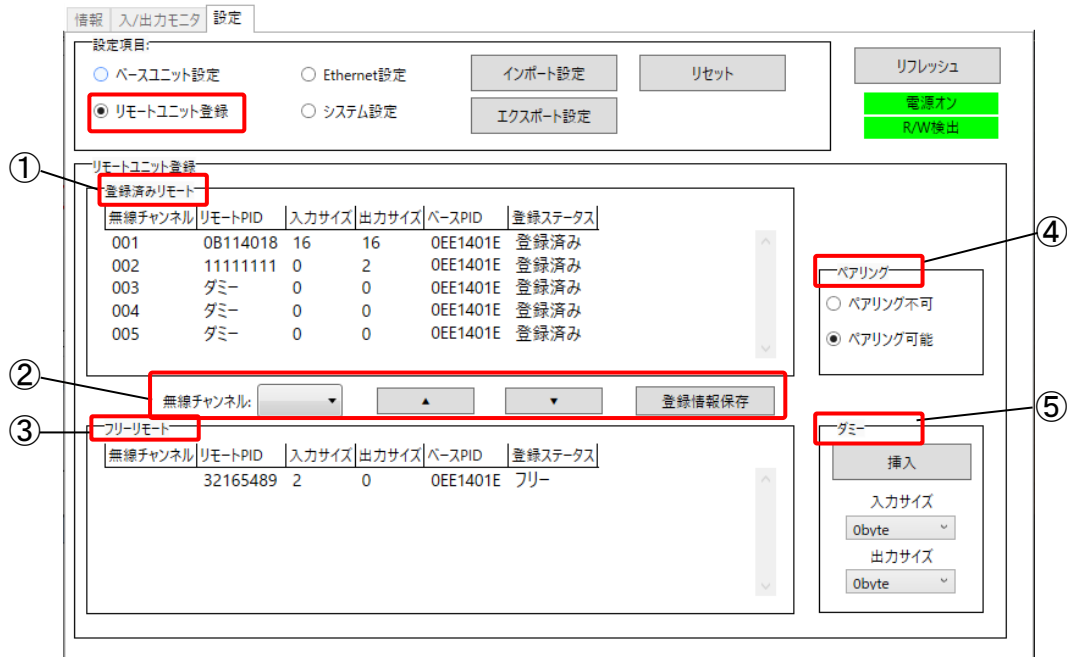 情報 入/出力モニタ 設定
設定項目:
ベースユニット設定 Ethernet設定 インポート設定 リセット リフレッシュ
リモートユニット登録 システム設定 エクスポート設定 電源オン
R/W検出
リモートユニット登録
① 登録済みリモート
無線チャンネル リモートPID 入力サイズ 出力サイズ ベースPID 登録ステータス
001 0B114018 16 16 0EE1401E 登録済み
002 11111111 0 2 0EE1401E 登録済み
003 ダミー 0 0 0EE1401E 登録済み
004 ダミー 0 0 0EE1401E 登録済み
005 ダミー 0 0 0EE1401E 登録済み
④ ペアリング
ペアリング不可
ペアリング可能
② 無線チャンネル: ▲ ▼ 登録情報保存
③ フリーリモート
無線チャンネル リモートPID 入力サイズ 出力サイズ ベースPID 登録ステータス
32165489 2 0 0EE1401E フリー
⑤ ダミー
挿入
入力サイズ
0byte
出力サイズ
0byte